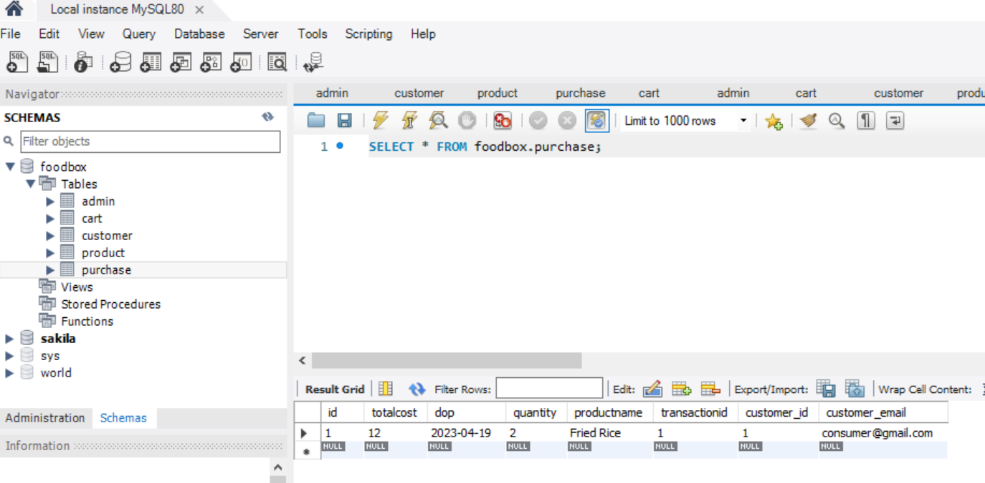 Local instance MySQL80
File Edit View Query Database Server Tools Scripting Help
Navigator
SCHEMAS
Filter objects
foodbox
Tables
admin
cart
customer
product
purchase
Views
Stored Procedures
Functions
sakila
sys
world
Administration Schemas
Information
admin customer product purchase cart admin cart customer produ
Limit to 1000 rows
1 SELECT * FROM foodbox.purchase;
Result Grid Filter Rows: Edit: Export/Import: Wrap Cell Content:
id totalcost dop quantity productname transactionid customer_id customer_email
1 12 2023-04-19 2 Fried Rice 1 1 consumer@gmail.com
NULL NULL NULL NULL NULL NULL NULL NULL